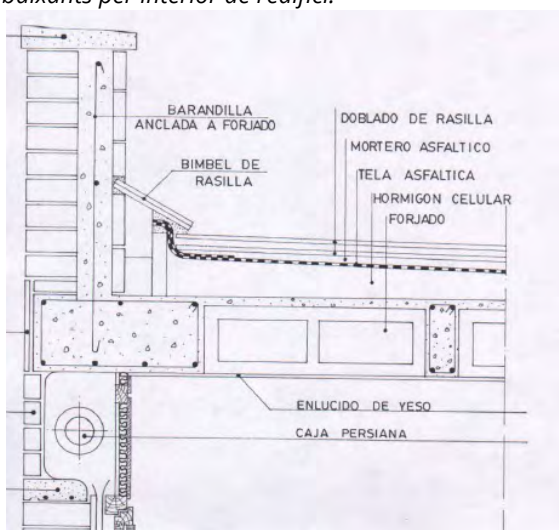 baixants per interior de l'edifici.
BARANDILLA
ANCLADA A FORJADO
BIMBEL DE
RASILLA
DOBLADO DE RASILLA
MORTERO ASFALTICO
TELA ASFALTICA
HORMIGON CELULAR
FORJADO
ENLUCIDO DE YESO
CAJA PERSIANA